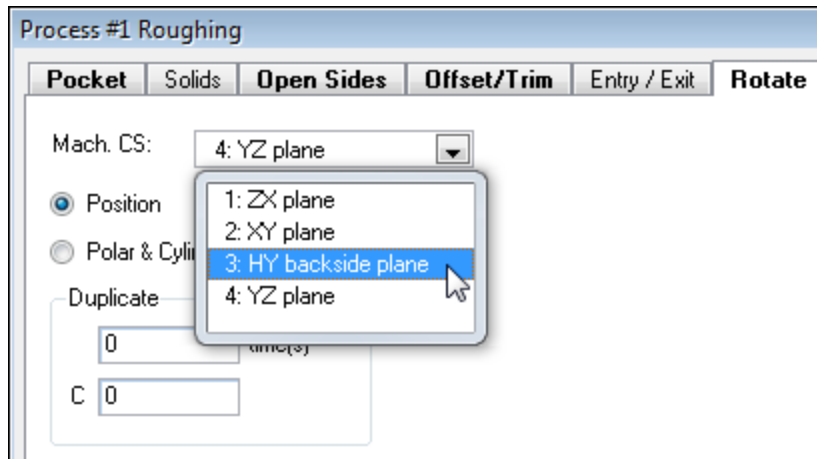 Process #1 Roughing
Pocket Solids Open Sides Offset/Trim Entry / Exit Rotate
Mach. CS: 4: YZ plane
1: ZX plane
Position
2: XY plane
Polar & Cyli
3: HY backside plane
Duplicate
4: YZ plane
0 time(s)
C 0